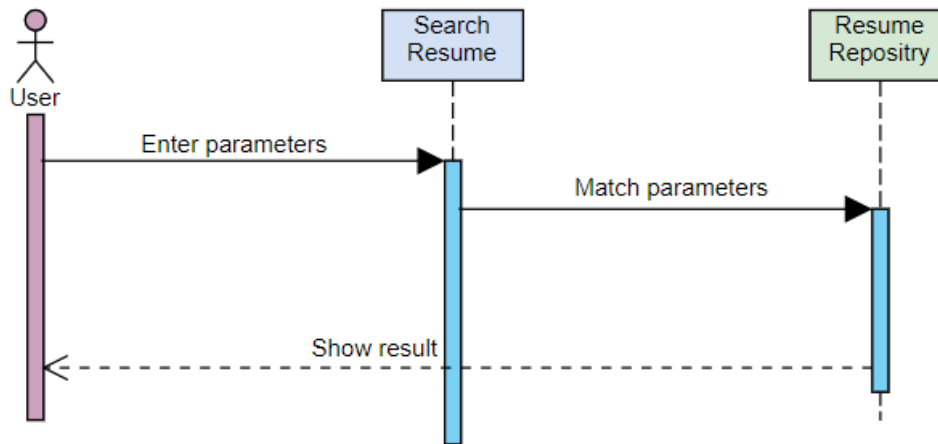 User
Search
Resume
Resume
Repositry
Enter parameters
Match parameters
Show result